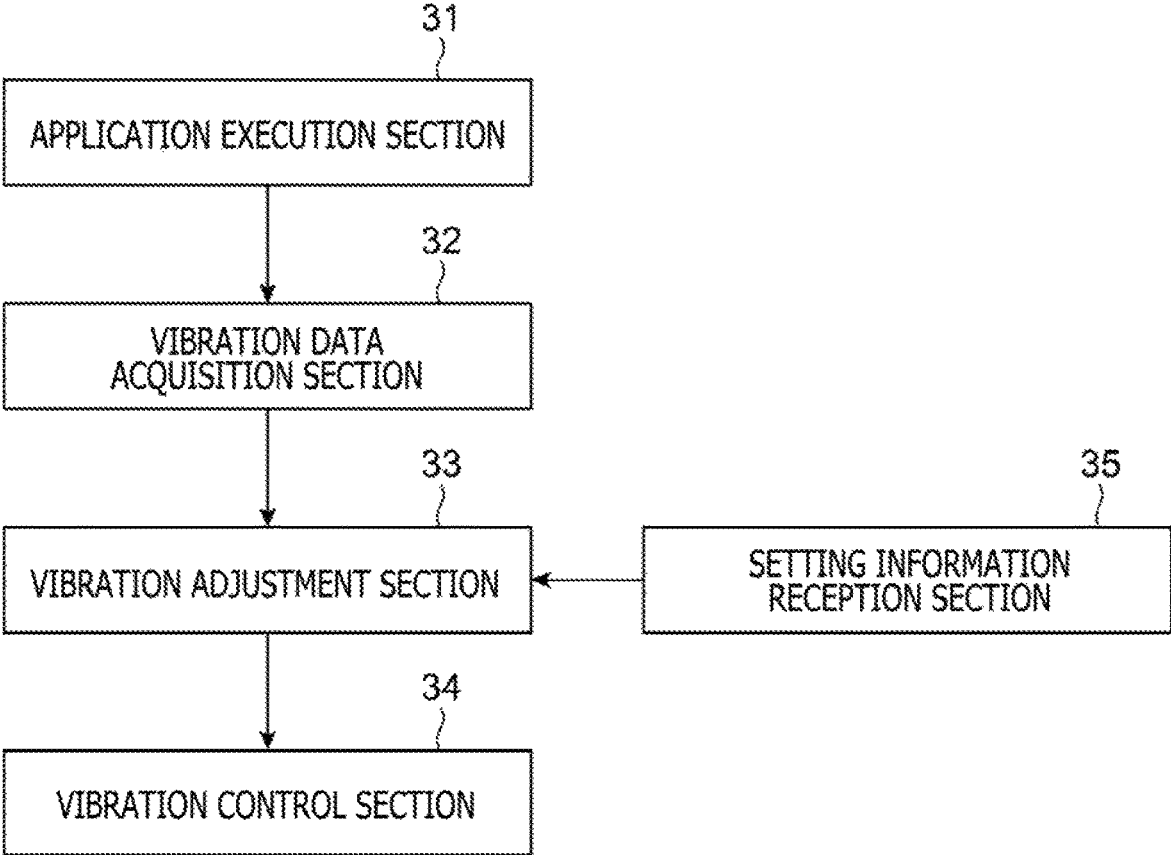 31
APPLICATION EXECUTION SECTION
32
VIBRATION DATA
ACQUISITION SECTION
33
VIBRATION ADJUSTMENT SECTION
35
SETTING INFORMATION
RECEPTION SECTION
34
VIBRATION CONTROL SECTION